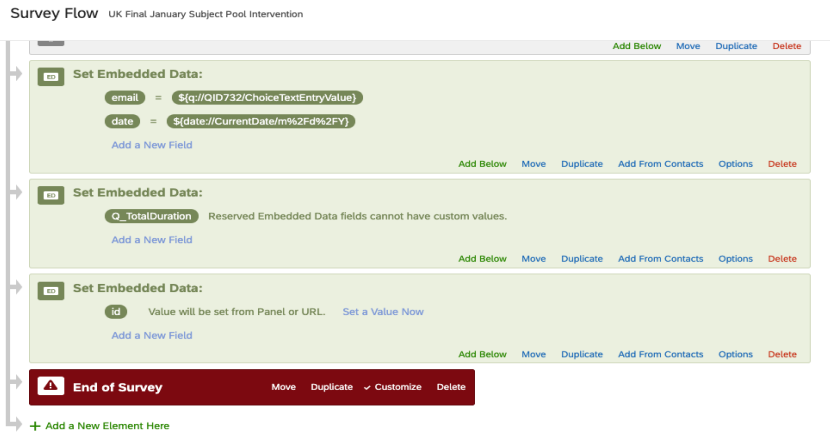 Survey Flow UK Final January Subject Pool Intervention
Add Below Move Duplicate Delete
ED Set Embedded Data:
email = ${q://QID732/ChoiceTextEntryValue}
date = ${date://CurrentDate/m%2Fd%2FY}
Add a New Field
Add Below Move Duplicate Add From Contacts Options Delete
ED Set Embedded Data:
Q_TotalDuration Reserved Embedded Data fields cannot have custom values.
Add a New Field
Add Below Move Duplicate Add From Contacts Options Delete
ED Set Embedded Data:
id Value will be set from Panel or URL. Set a Value Now
Add a New Field
Add Below Move Duplicate Add From Contacts Options Delete
End of Survey Move Duplicate Customize Delete
Add a New Element Here